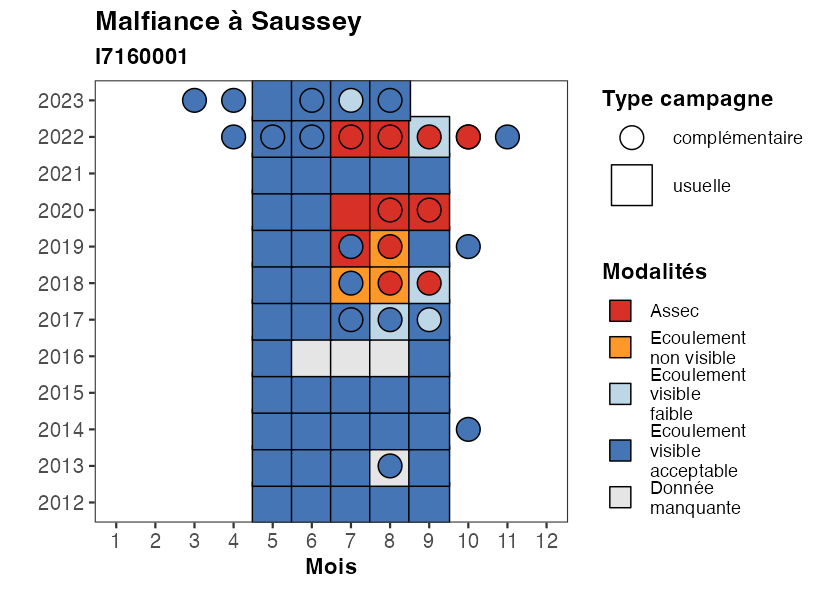 Malfiance à Saussey
I7160001
2023
2022
2021
2020
2019
2018
2017
2016
2015
2014
2013
2012
1 2 3 4 5 6 7 8 9 10 11 12
Mois
Type campagne
complémentaire
usuelle
Modalités
Assec
Ecoulement
non visible
Ecoulement
visible
faible
Ecoulement
visible
acceptable
Donnée
manquante